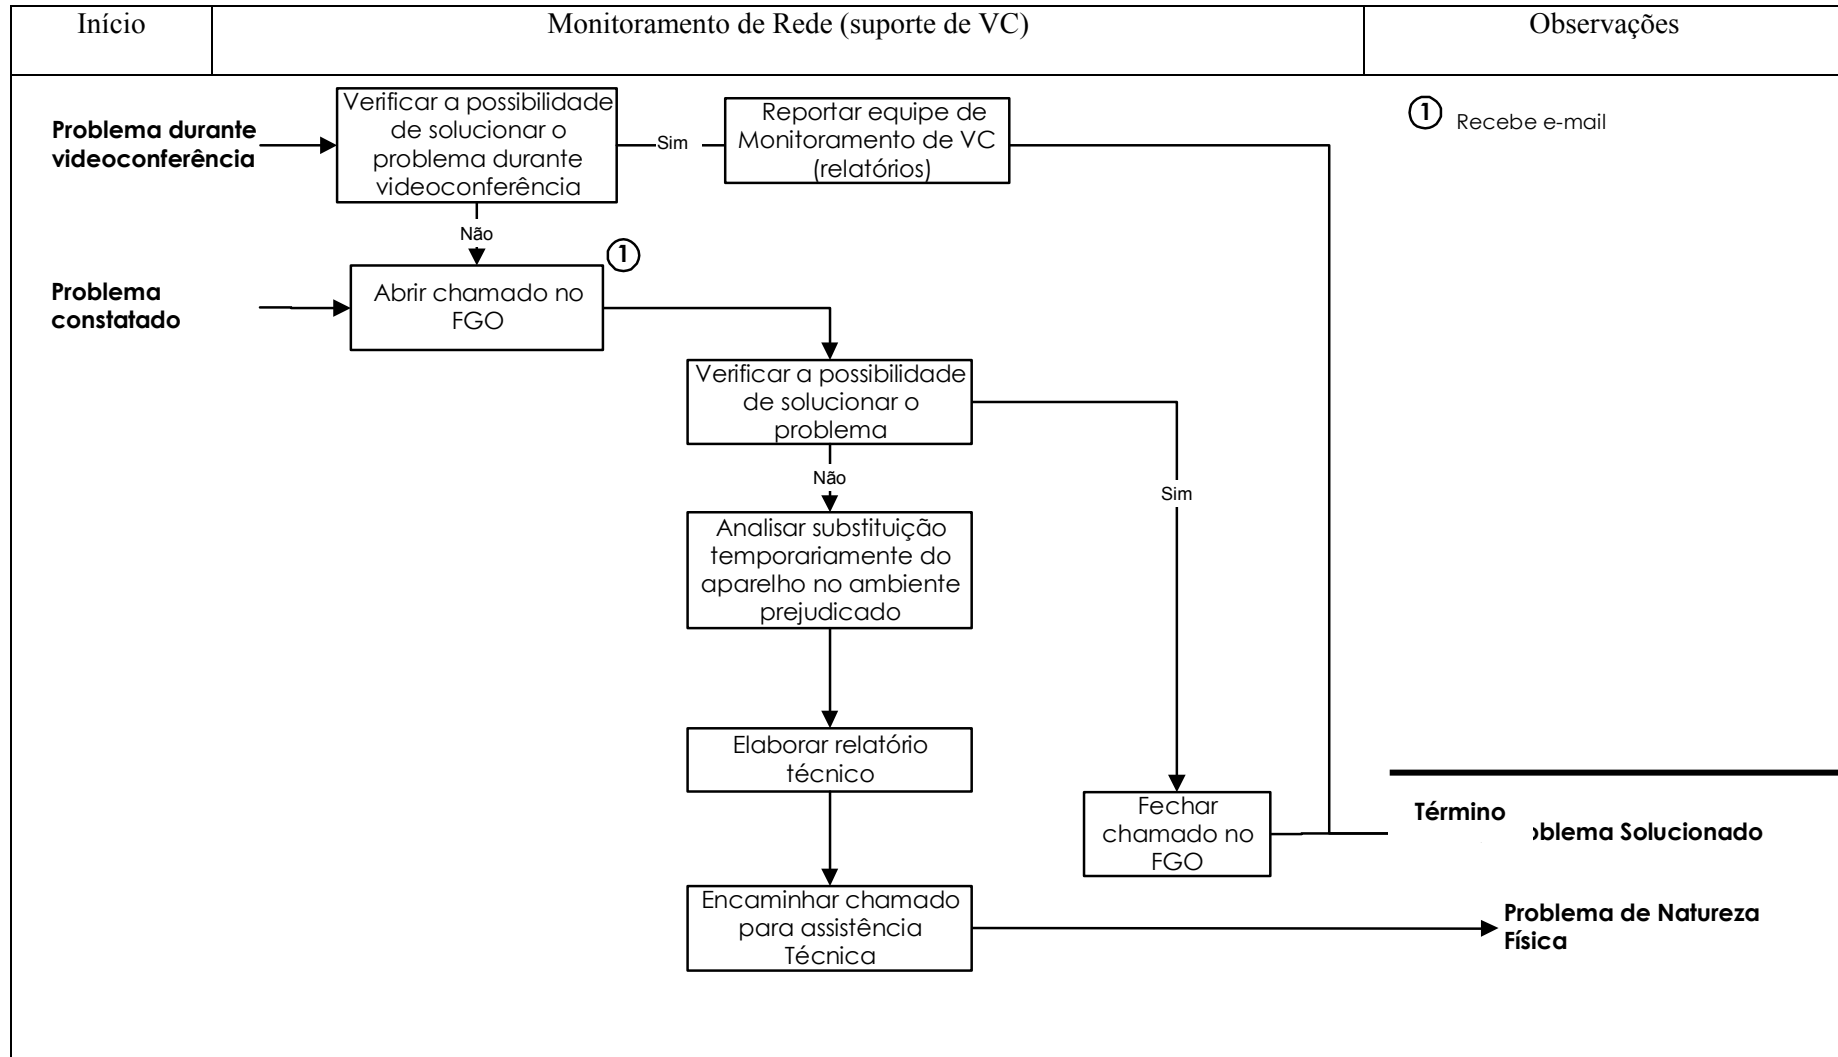 Início
Monitoramento de Rede (suporte de VC)
Observações
Problema durante
videoconferência
Verificar a possibilidade
de solucionar o
problema durante
videoconferência
Sim
Reportar equipe de
Monitoramento de VC
(relatórios)
1
Recebe e-mail
Não
1
Problema
constatado
Abrir chamado no
FGO
Verificar a possibilidade
de solucionar o
problema
Não
Sim
Analisar substituição
temporariamente do
aparelho no ambiente
prejudicado
Elaborar relatório
técnico
Fechar
chamado no
FGO
Término
Solucionado
Encaminhar chamado
para assistência
Técnica
Problema de Natureza
Física